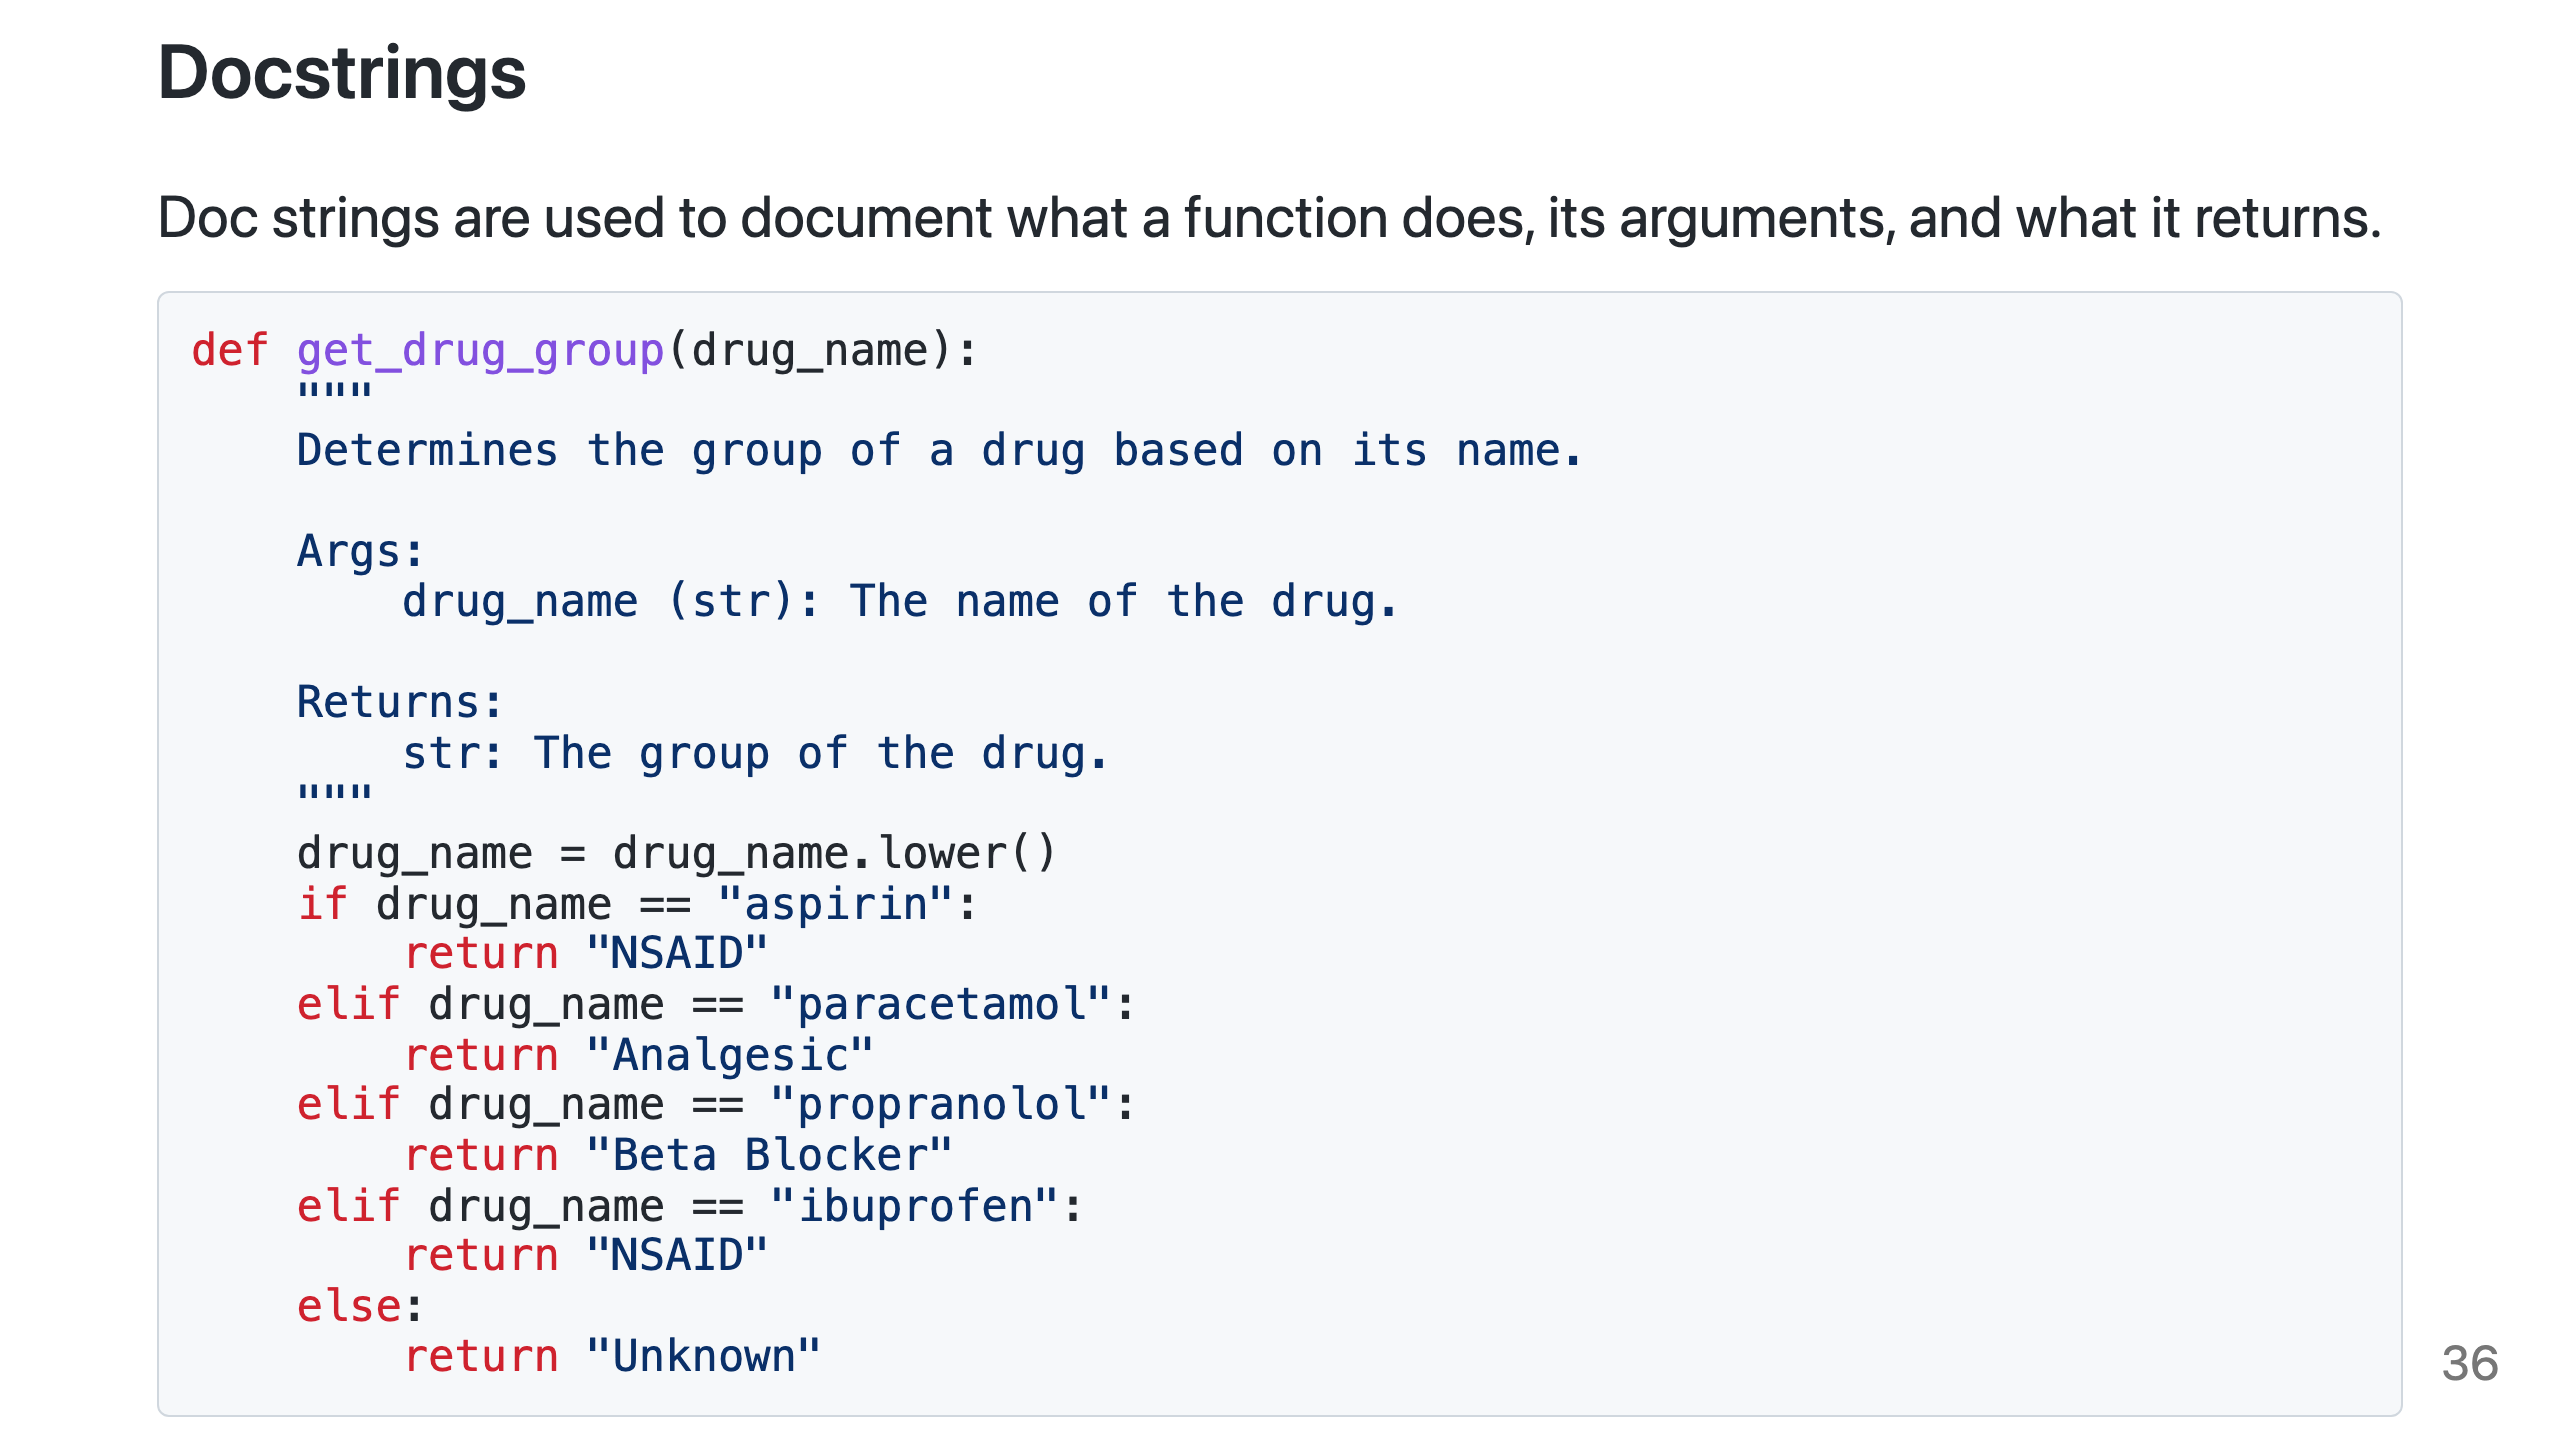 Docstrings
Doc strings are used to document what a function does, its arguments, and what it returns.
def get_drug_group(drug_name):
    """
    Determines the group of a drug based on its name.

    Args:
        drug_name (str): The name of the drug.

    Returns:
        str: The group of the drug.
    """
    drug_name = drug_name.lower()
    if drug_name == "aspirin":
        return "NSAID"
    elif drug_name == "paracetamol":
        return "Analgesic"
    elif drug_name == "propranolol":
        return "Beta Blocker"
    elif drug_name == "ibuprofen":
        return "NSAID"
    else:
        return "Unknown"
36